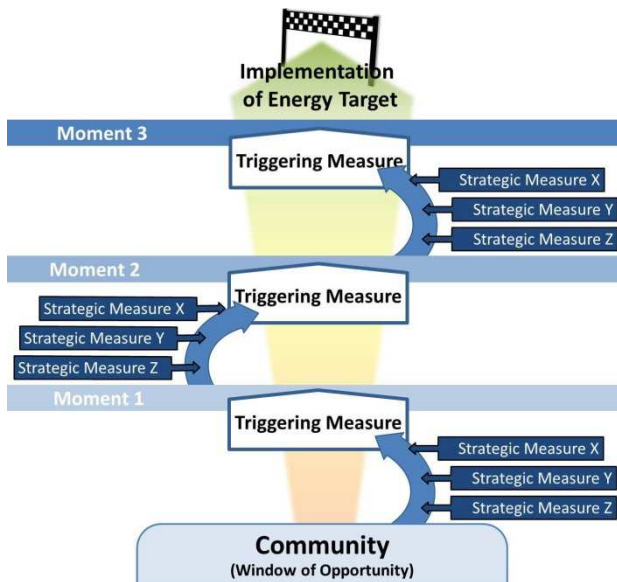 Implementation
of Energy Target
Moment 3
Triggering Measure
Strategic Measure X
Strategic Measure Y
Strategic Measure Z
Moment 2
Triggering Measure
Strategic Measure X
Strategic Measure Y
Strategic Measure Z
Moment 1
Triggering Measure
Strategic Measure X
Strategic Measure Y
Strategic Measure Z
Community
(Window of Opportunity)